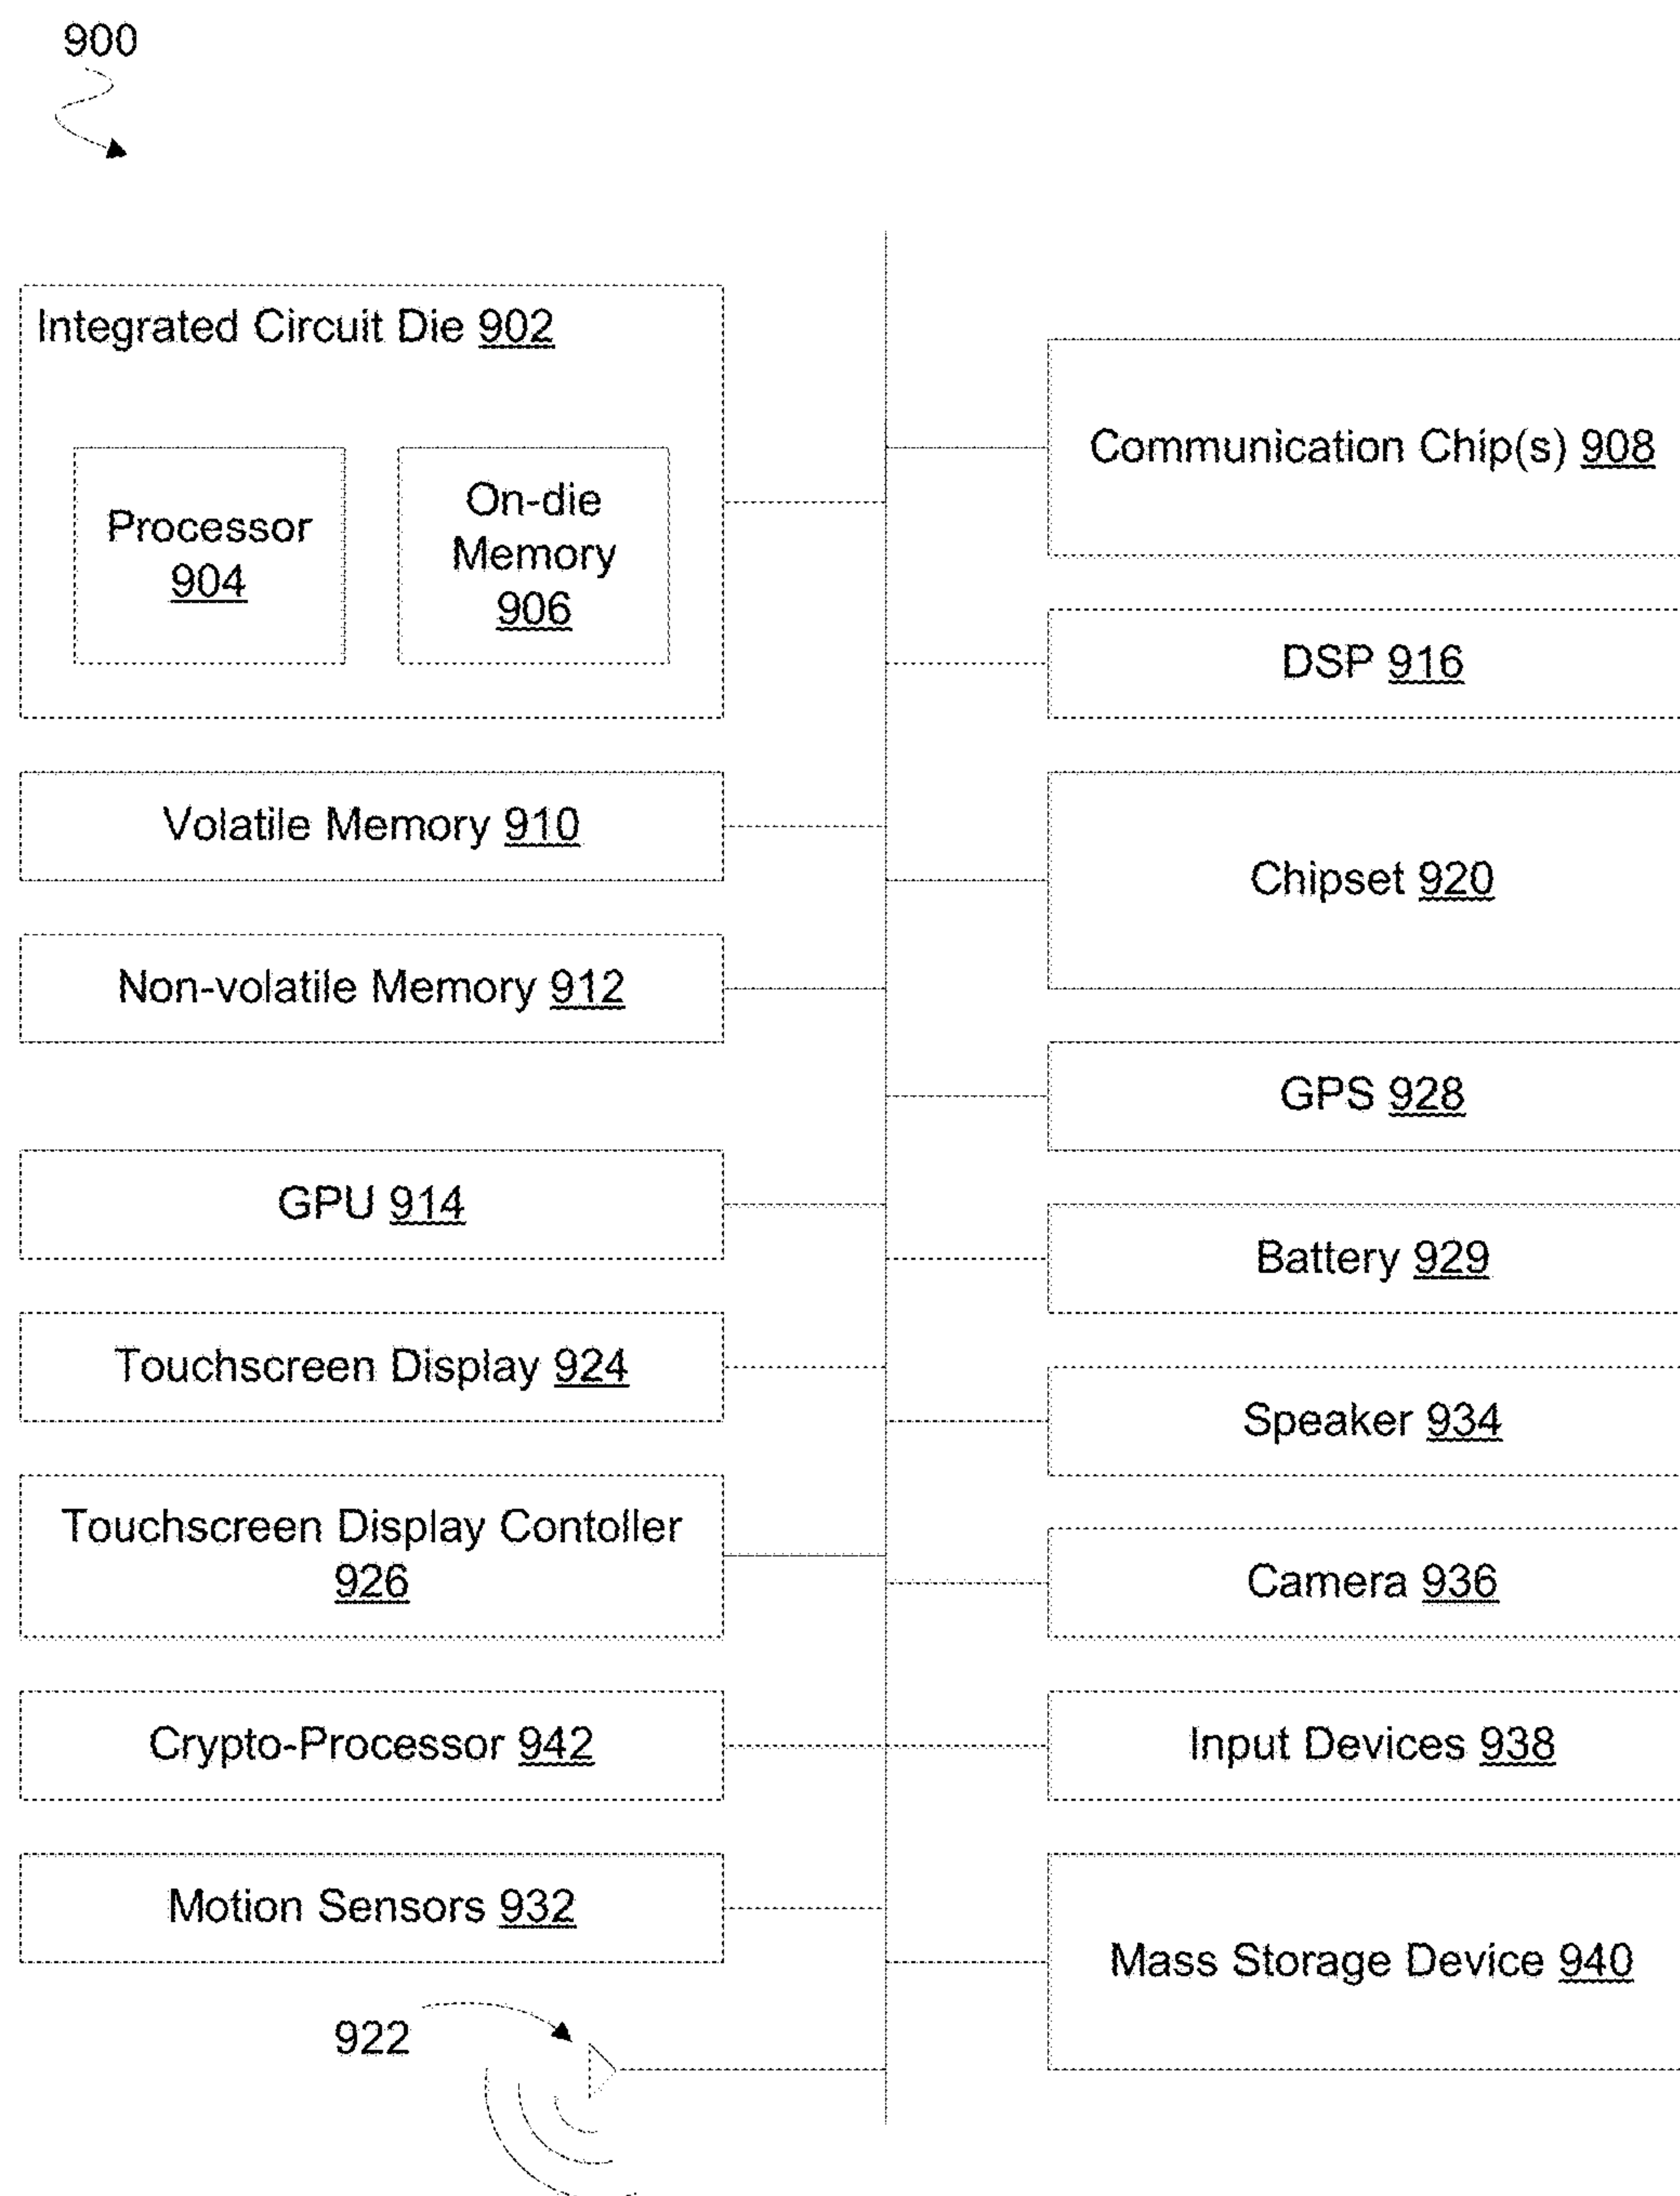 900
Integrated Circuit Die 902
Processor
904
On-die
Memory
906
Volatile Memory 910
Non-volatile Memory 912
GPU 914
Touchscreen Display 924
Touchscreen Display Contoller
926
Crypto-Processor 942
Motion Sensors 932
922
Communication Chip(s) 908
DSP 916
Chipset 920
GPS 928
Battery 929
Speaker 934
Camera 936
Input Devices 938
Mass Storage Device 940